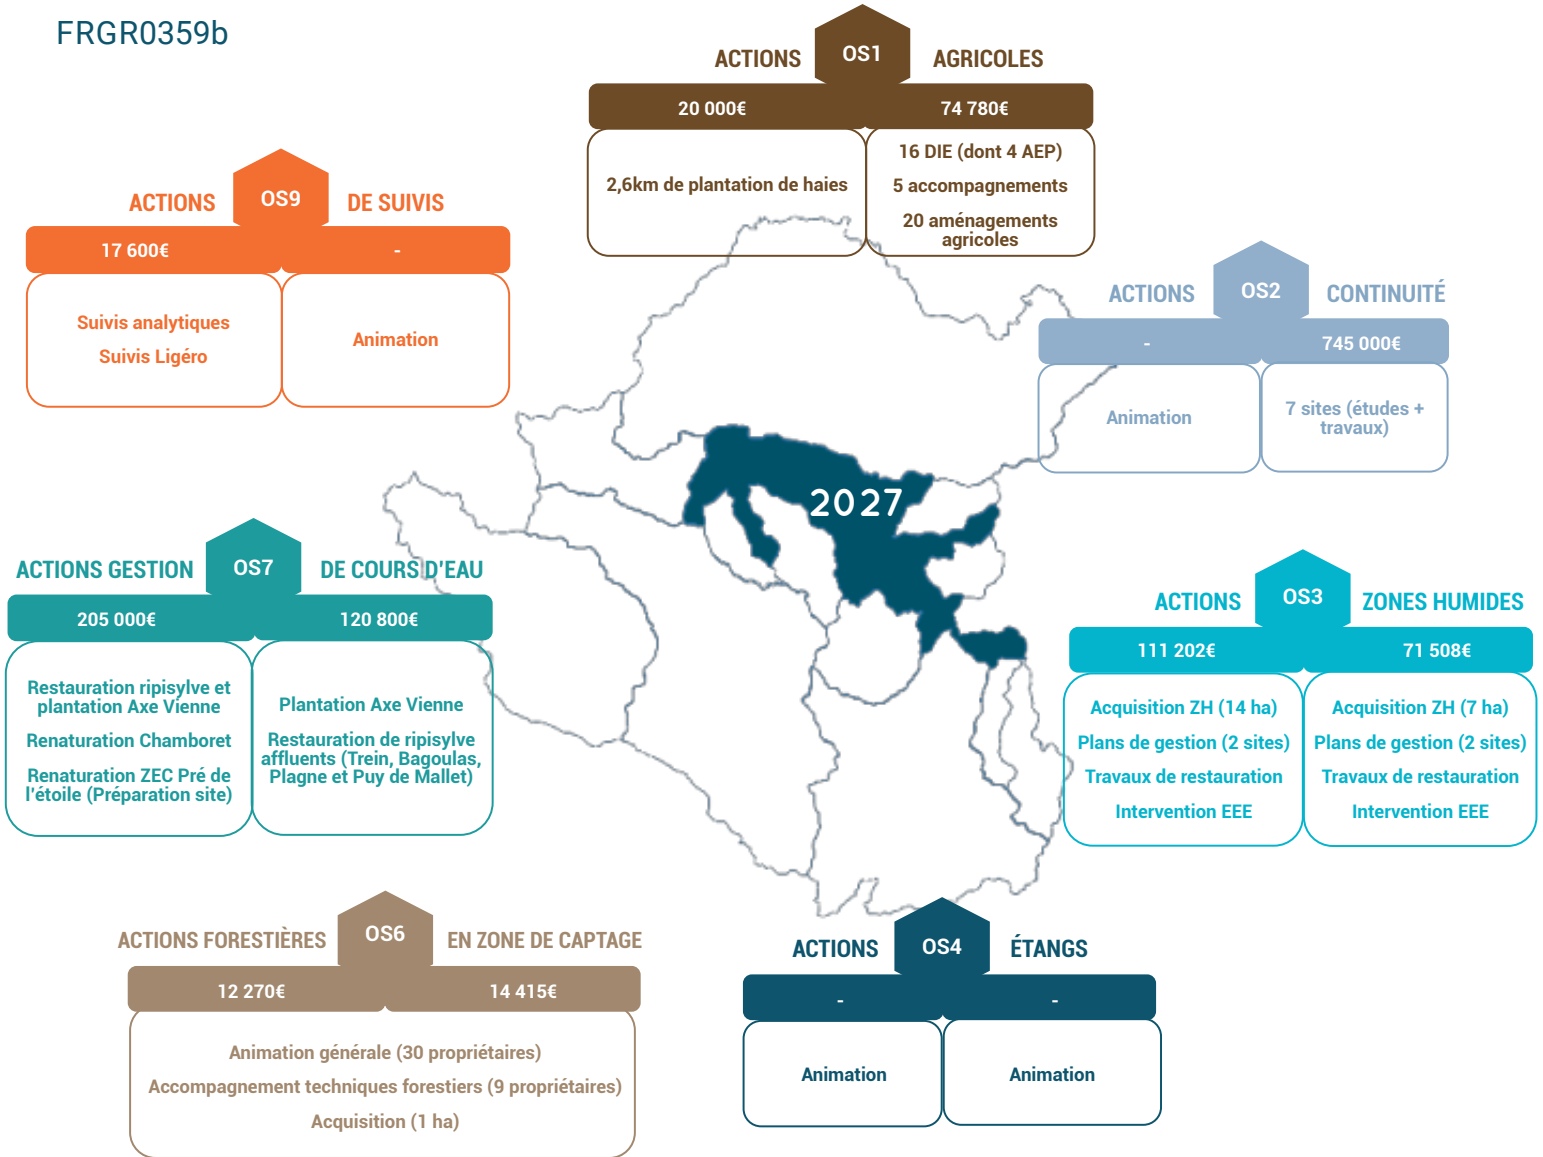 FRGR0359b
ACTIONS OS1 AGRICOLES
20 000€ 74 780€
2,6km de plantation de haies
16 DIE (dont 4 AEP)
5 accompagnements
20 aménagements
agricoles
ACTIONS OS9 DE SUIVIS
17 600€ -
Suivis analytiques
Suivis Ligéro
Animation
ACTIONS OS2 CONTINUITÉ
- 745 000€
Animation
7 sites (études +
travaux)
2027
ACTIONS GESTION OS7 DE COURS D'EAU
205 000€ 120 800€
Restauration ripisylve et
plantation Axe Vienne
Renaturation Chamboret
Renaturation ZEC Pré de
l'étoile (Préparation site)
Plantation Axe Vienne
Restauration de ripisylve
affluents (Trein, Bagoulas,
Plagne et Puy de Mallet)
ACTIONS OS3 ZONES HUMIDES
111 202€ 71 508€
Acquisition ZH (14 ha)
Plans de gestion (2 sites)
Travaux de restauration
Intervention EEE
Acquisition ZH (7 ha)
Plans de gestion (2 sites)
Travaux de restauration
Intervention EEE
ACTIONS FORESTIÈRES OS6 EN ZONE DE CAPTAGE
12 270€ 14 415€
Animation générale (30 propriétaires)
Accompagnement techniques forestiers (9 propriétaires)
Acquisition (1 ha)
ACTIONS OS4 ÉTANGS
- -
Animation
Animation